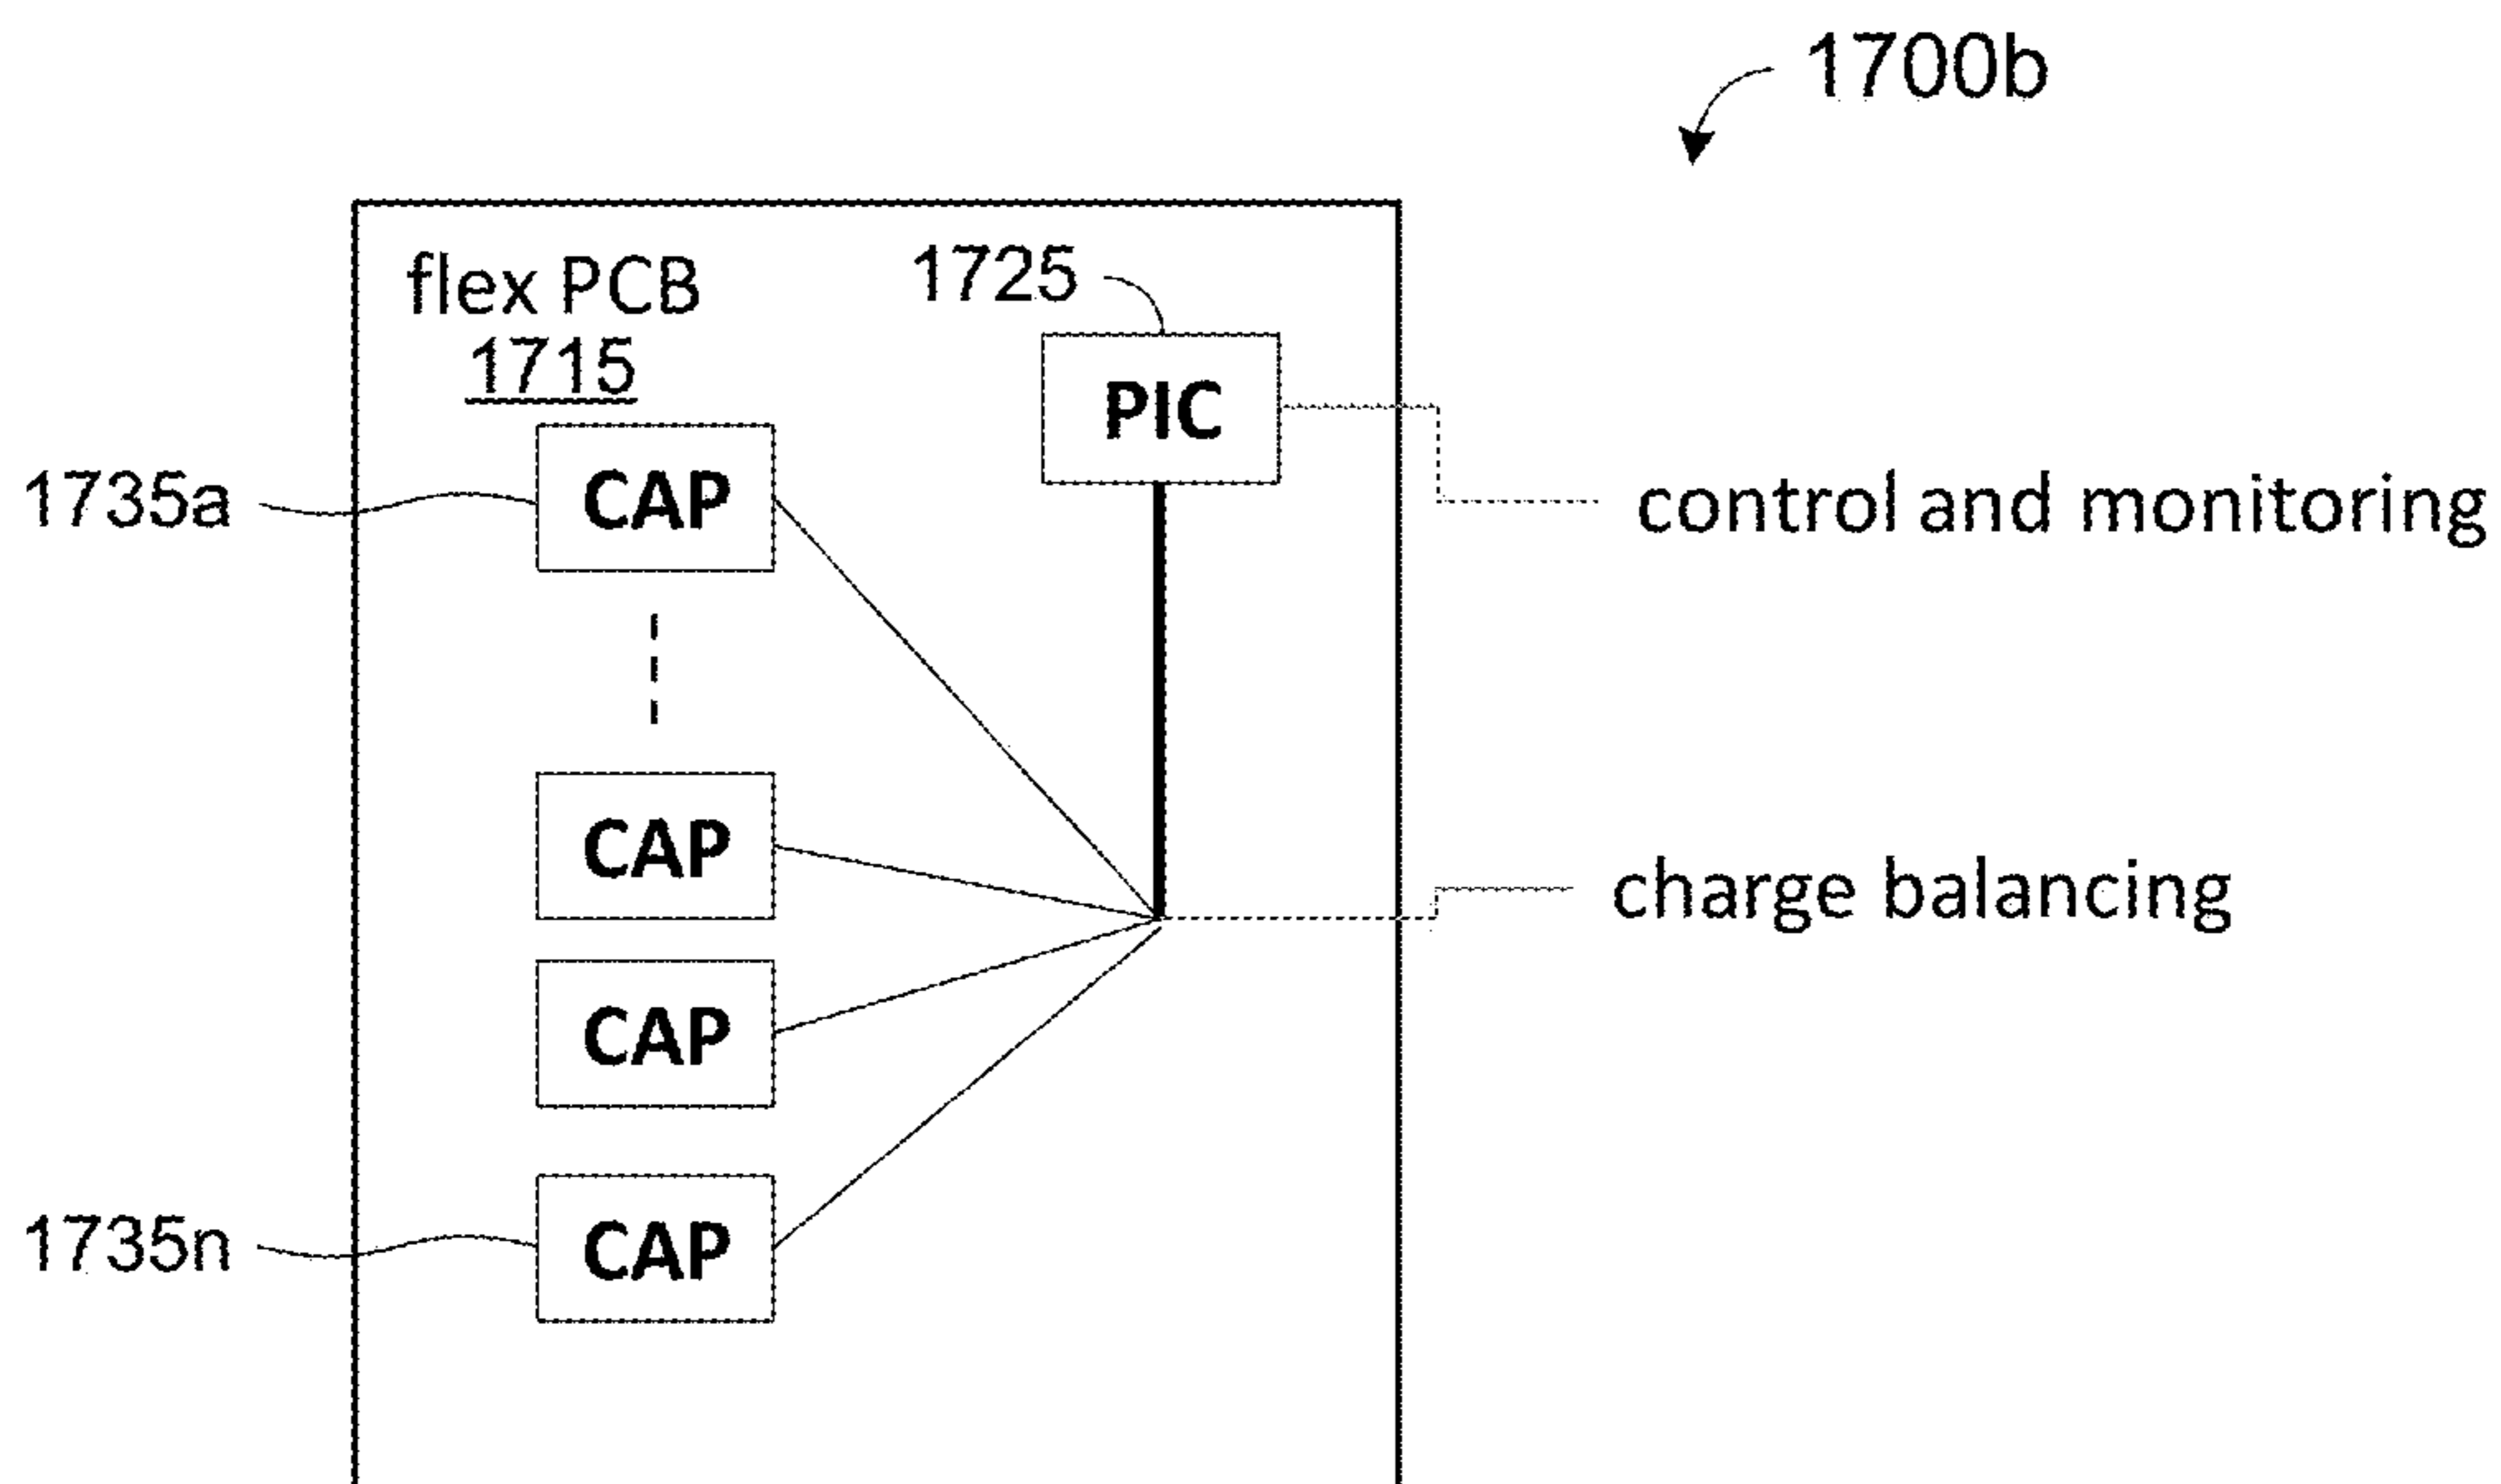 1700b
flex PCB
1715
1725
PIC
1735a
CAP
control and monitoring
CAP
charge balancing
CAP
1735n
CAP